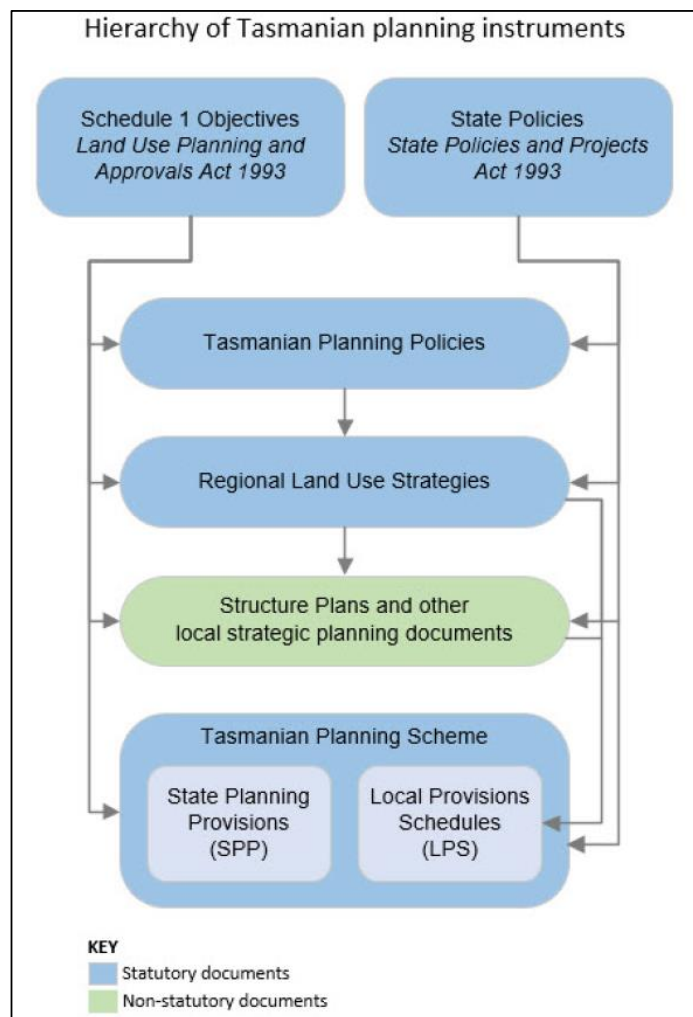 Hierarchy of Tasmanian planning instruments
Schedule 1 Objectives
Land Use Planning and
Approvals Act 1993
State Policies
State Policies and Projects
Act 1993
Tasmanian Planning Policies
Regional Land Use Strategies
Structure Plans and other
local strategic planning documents
Tasmanian Planning Scheme
State Planning
Provisions
(SPP)
Local Provisions
Schedules
(LPS)
KEY
Statutory documents
Non-statutory documents